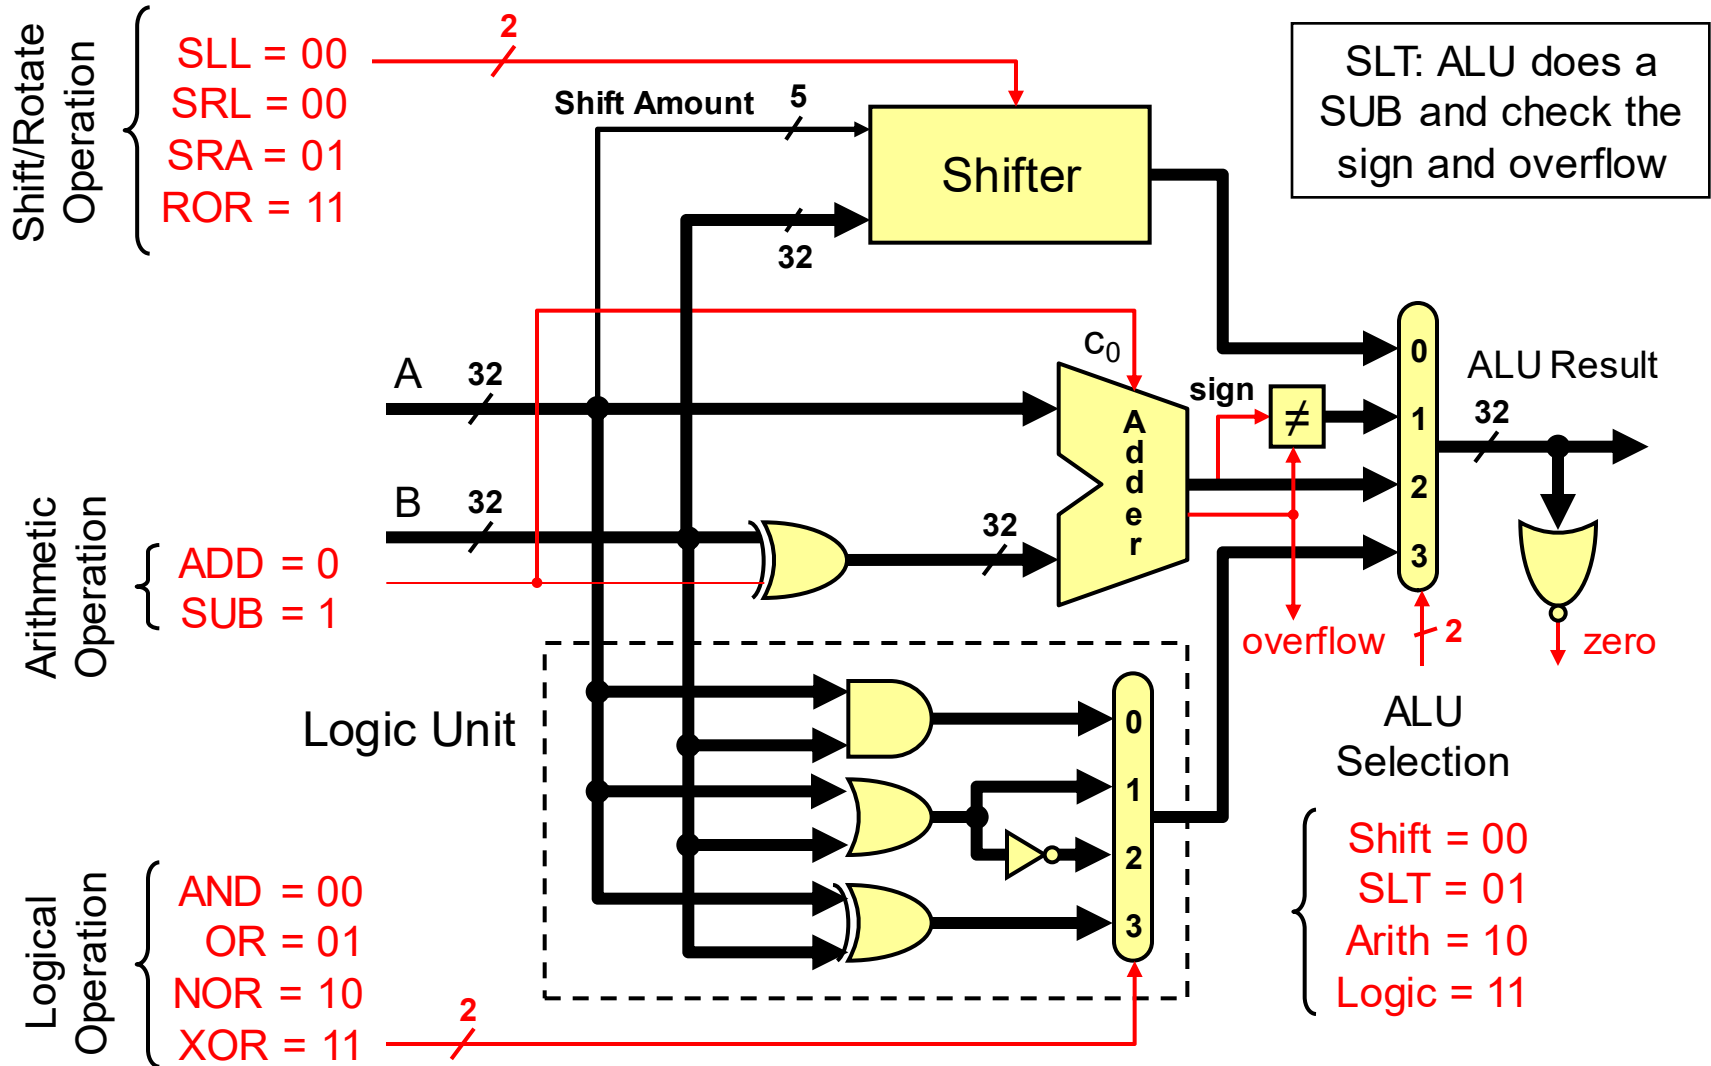 Shift/Rotate
Operation
SLL = 00
SRL = 00
SRA = 01
ROR = 11
2
Shift Amount
5
32
Shifter
SLT: ALU does a
SUB and check the
sign and overflow
A
32
B
32
c0
Adder
32
sign
≠
0
1
2
3
ALU Result
32
overflow
2
zero
Arithmetic
Operation
ADD = 0
SUB = 1
Logic Unit
0
1
2
3
ALU
Selection
Shift = 00
SLT = 01
Arith = 10
Logic = 11
Logical
Operation
AND = 00
OR = 01
NOR = 10
XOR = 11
2